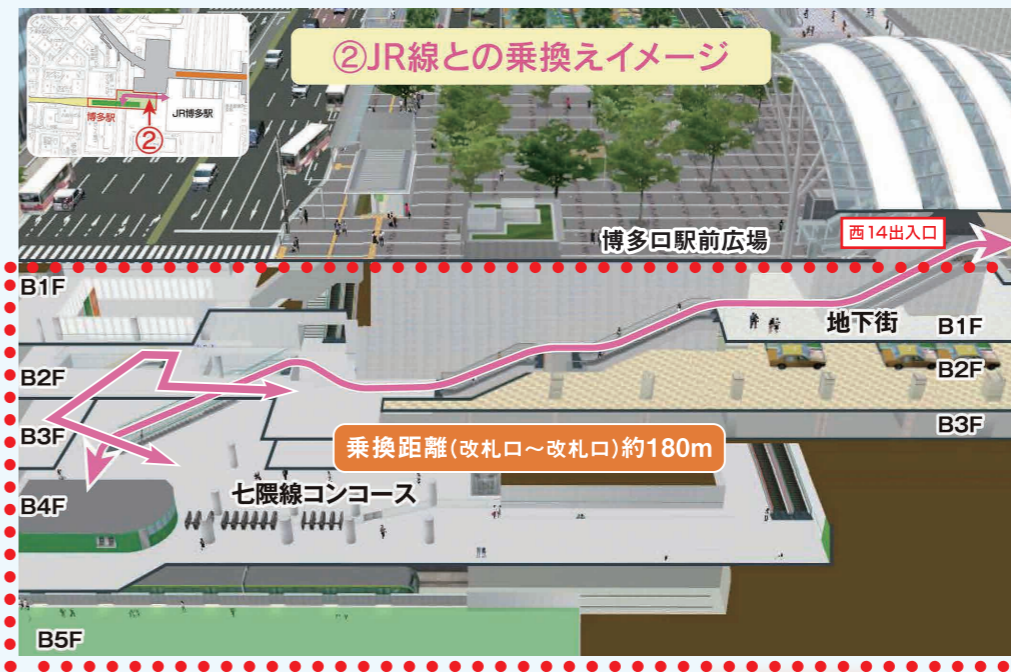 ②JR線との乗換えイメージ
博多駅
JR博多駅
②
博多口駅前広場
西14出入口
B1F
地下街
B1F
B2F
B2F
B3F
B3F
乗換距離(改札口～改札口)約180m
七隈線コンコース
B4F
B5F